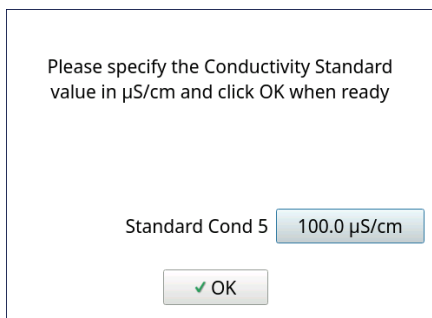 Please specify the Conductivity Standard
value in µS/cm and click OK when ready
Standard Cond 5 100.0 µS/cm
OK